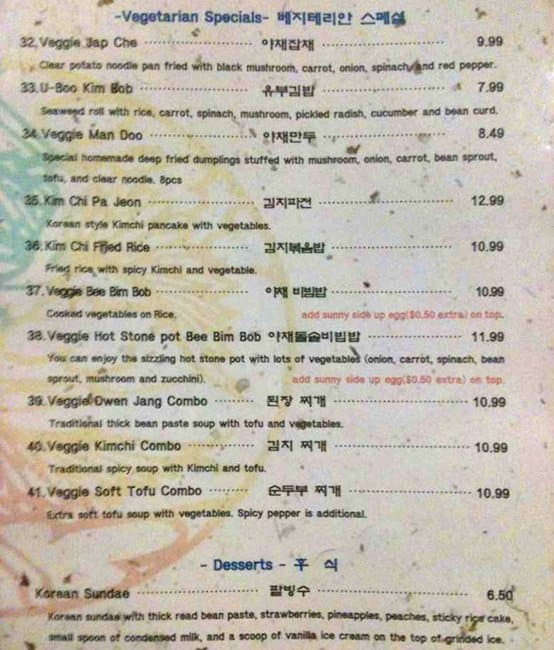 -Vegetarian Specials- 베지테리안 스페셜
32. Veggie Jap Che 야채잡채 9.99
Clear potato noodle pan fried with black mushroom, carrot, onion, spinach, and red pepper.
33. U-Boo Kim Bob 유부김밥 7.99
Seaweed roll with rice, carrot, spinach, mushroom, pickled radish, cucumber and bean curd.
34. Veggie Man Doo 야채만두 8.49
Special homemade deep fried dumplings stuffed with mushroom, onion, carrot, bean sprout,
tofu, and clear noodle. 8pcs
35. Kim Chi Pa Jeon 김치파전 12.99
Korean style Kimchi pancake with vegetables.
36. Kim Chi Fried Rice 김치볶음밥 10.99
Fried rice with spicy Kimchi and vegetable.
37. Veggie Bee Bim Bob 야채 비빔밥 10.99
Cooked vegetables on Rice. add sunny side up egg($0.50 extra) on top.
38. Veggie Hot Stone pot Bee Bim Bob 야채돌솥비빔밥 11.99
You can enjoy the sizzling hot stone pot with lots of vegetables (onion, carrot, spinach, bean
sprout, mushroom and zucchini). add sunny side up egg($0.50 extra) on top.
39. Veggie Dwen Jang Combo 된장 찌개 10.99
Traditional thick bean paste soup with tofu and vegetables.
40. Veggie Kimchi Combo 김치 찌개 10.99
Traditional spicy soup with Kimchi and tofu.
41. Veggie Soft Tofu Combo 순두부 찌개 10.99
Extra soft tofu soup with vegetables. Spicy pepper is additional.
- Desserts - 후 식
Korean Sundae 팥빙수 6.50
Korean sundae with thick read bean paste, strawberries, pineapples, peaches, sticky rice cake,
small spoon of condensed milk, and a scoop of vanilla ice cream on the top of grinded ice.